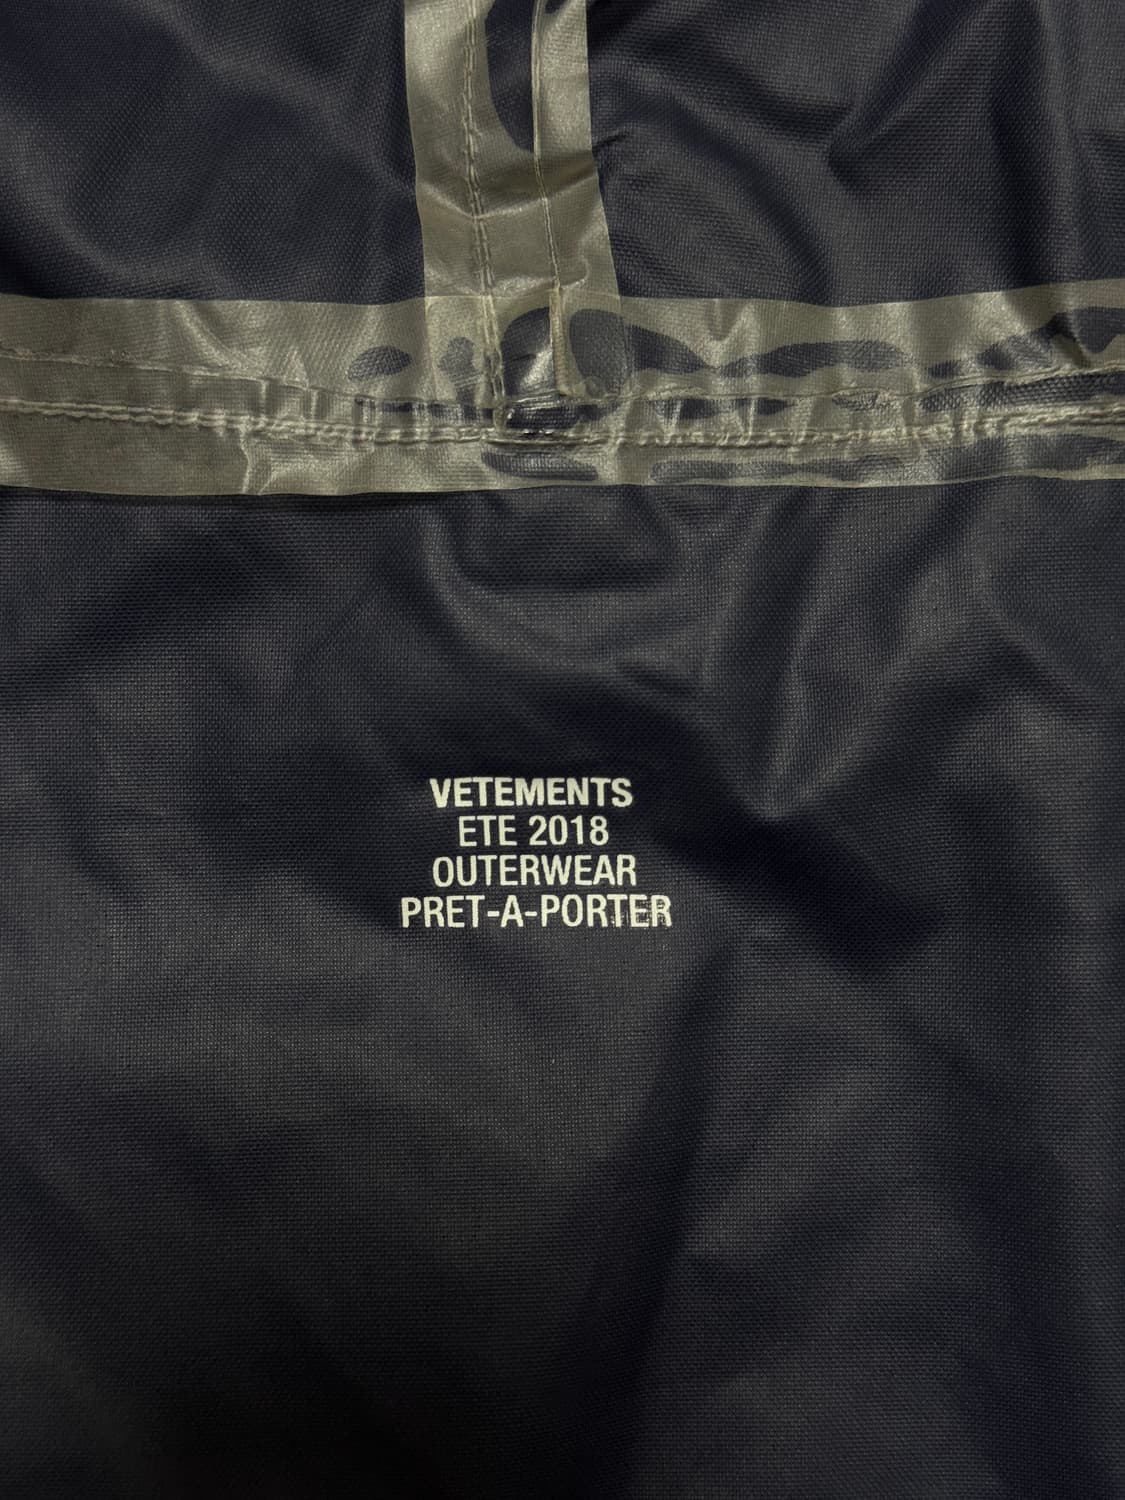 VETEMENTS
ETE 2018
OUTERWEAR
PRET-A-PORTER